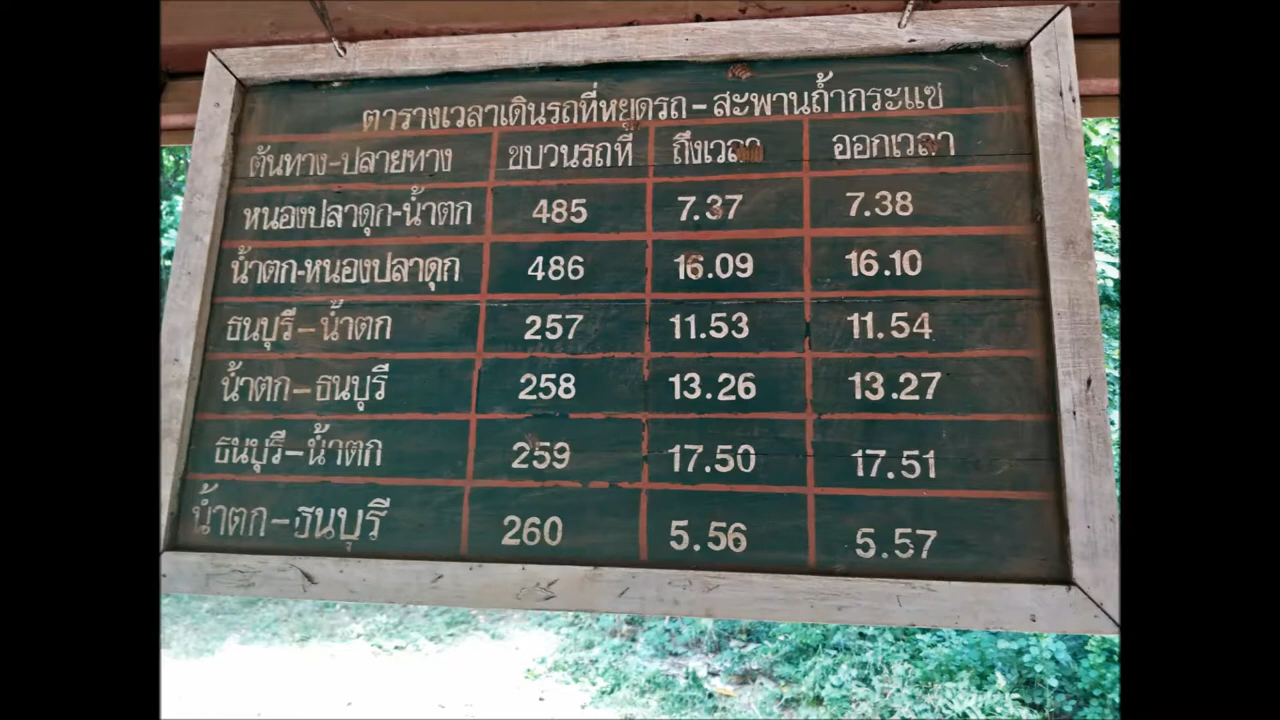 ตารางเวลาเดินรถที่หยุดรถ-สะพานถ้ำกระแซ
ต้นทาง-ปลายทาง ขบวนรถที่ ถึงเวลา ออกเวลา
หนองปลาดุก-น้ำตก 485 7.37 7.38
น้ำตก-หนองปลาดุก 486 16.09 16.10
ธนบุรี-น้ำตก 257 11.53 11.54
น้ำตก-ธนบุรี 258 13.26 13.27
ธนบุรี-น้ำตก 259 17.50 17.51
น้ำตก-ธนบุรี 260 5.56 5.57